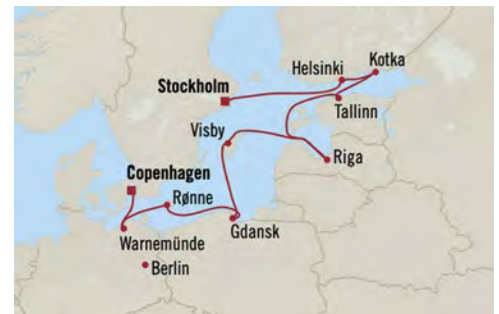 Helsinki
Kotka
Stockholm
Tallinn
Visby
Riga
Copenhagen
Rønne
Gdansk
Warnemünde
Berlin